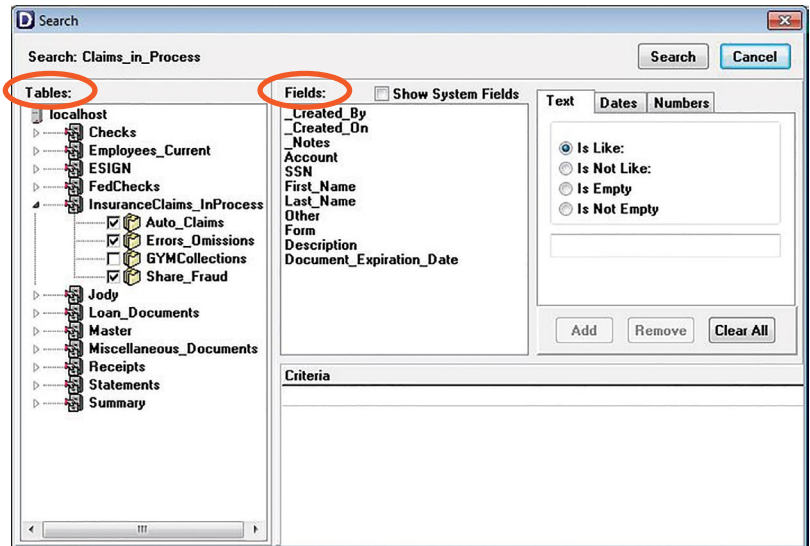 Search
Search: Claims_in_Process
Search
Cancel
Tables:
localhost
Checks
Employees_Current
ESIGN
FedChecks
InsuranceClaims_InProcess
Auto_Claims
Errors_Omissions
GYMCollections
Share_Fraud
Jody
Loan_Documents
Master
Miscellaneous_Documents
Receipts
Statements
Summary
Fields:
Show System Fields
_Created_By
_Created_On
_Notes
Account
SSN
First_Name
Last_Name
Other
Form
Description
Document_Expiration_Date
Text Dates Numbers
Is Like:
Is Not Like:
Is Empty
Is Not Empty
Add Remove Clear All
Criteria